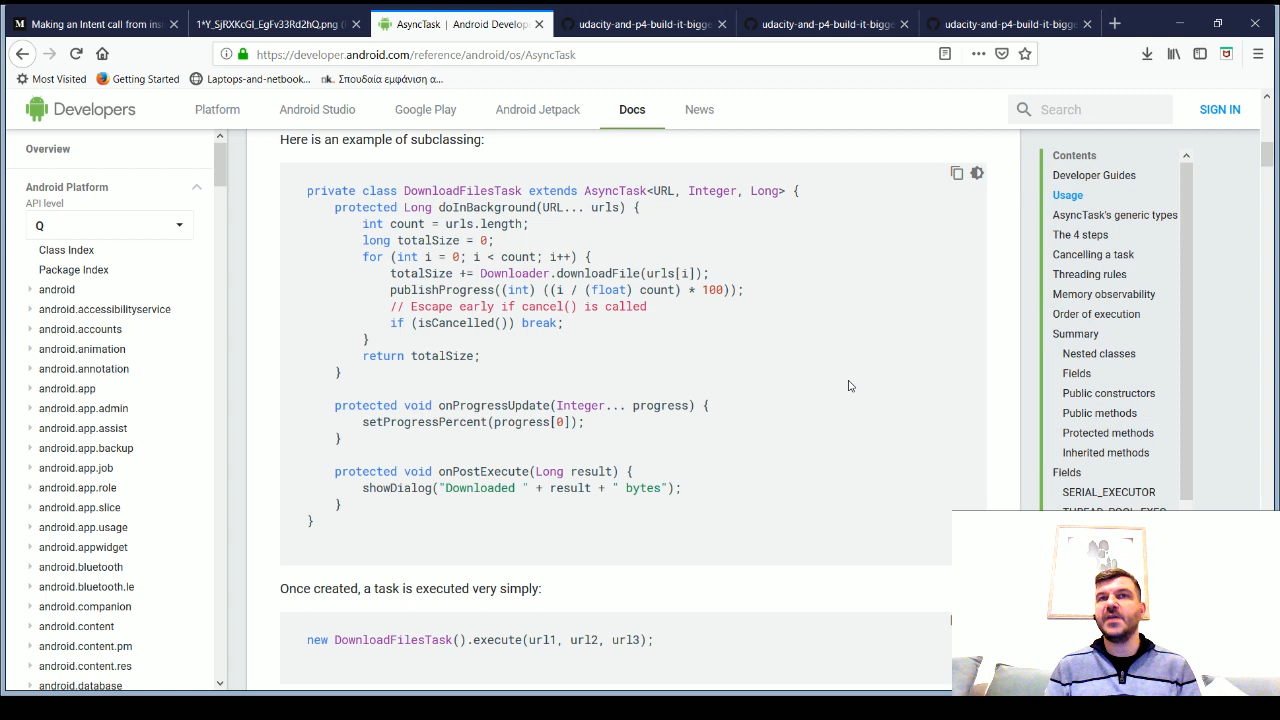 Making an Intent call from ins
1*Y_SjRXKcGI_EgFv33Rd2hQ.png (
AsyncTask | Android Develop
udacity-and-p4-build-it-bigge
udacity-and-p4-build-it-bigge
udacity-and-p4-build-it-bigge
https://developer.android.com/reference/android/os/AsyncTask
Most Visited
Getting Started
Laptops-and-netbook...
nk. Σπουδαία εμφάνιση α...
Developers
Platform
Android Studio
Google Play
Android Jetpack
Docs
News
Search
SIGN IN
Overview
Android Platform
API level
Q
Class Index
Package Index
android
android.accessibilityservice
android.accounts
android.animation
android.annotation
android.app
android.app.admin
android.app.assist
android.app.backup
android.app.job
android.app.role
android.app.slice
android.app.usage
android.appwidget
android.bluetooth
android.bluetooth.le
android.companion
android.content
android.content.pm
android.content.res
android.database
Here is an example of subclassing:
private class DownloadFilesTask extends AsyncTask<URL, Integer, Long> {
protected Long doInBackground(URL... urls) {
int count = urls.length;
long totalSize = 0;
for (int i = 0; i < count; i++) {
totalSize += Downloader.downloadFile(urls[i]);
publishProgress((int) ((i / (float) count) * 100));
// Escape early if cancel() is called
if (isCancelled()) break;
}
return totalSize;
}
protected void onProgressUpdate(Integer... progress) {
setProgressPercent(progress[0]);
}
protected void onPostExecute(Long result) {
showDialog("Downloaded " + result + " bytes");
}
}
Once created, a task is executed very simply:
new DownloadFilesTask().execute(url1, url2, url3);
Contents
Developer Guides
Usage
AsyncTask's generic types
The 4 steps
Cancelling a task
Threading rules
Memory observability
Order of execution
Summary
Nested classes
Fields
Public constructors
Public methods
Protected methods
Inherited methods
Fields
SERIAL_EXECUTOR
THREAD_POOL_EXEC